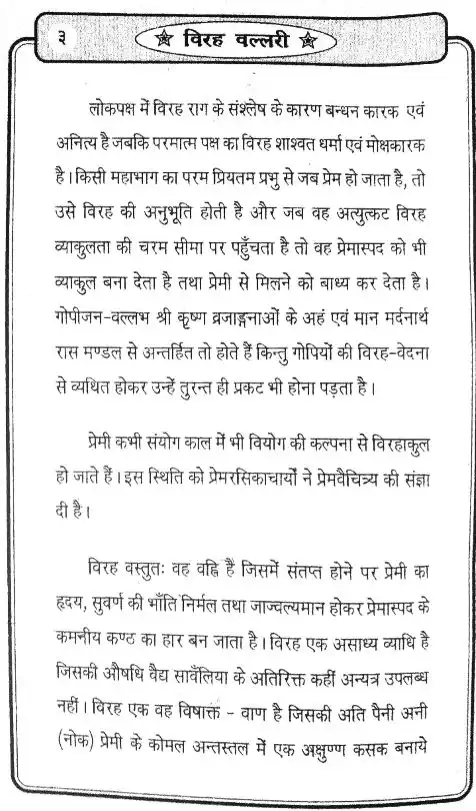 ३
☆ विरह वल्लरी ☆
लोकपक्ष में विरह राग के संश्लेष के कारण बन्धन कारक एवं
अनित्य है जबकि परमात्म पक्ष का विरह शाश्वत धर्मा एवं मोक्षकारक
है। किसी महाभाग का परम प्रियतम प्रभु से जब प्रेम हो जाता है, तो
उसे विरह की अनुभूति होती है और जब वह अत्युत्कट विरह
व्याकुलता की चरम सीमा पर पहुँचता है तो वह प्रेमास्पद को भी
व्याकुल बना देता है तथा प्रेमी से मिलने को बाध्य कर देता है।
गोपीजन-वल्लभ श्री कृष्ण व्रजाङ्गनाओं के अहं एवं मान मर्दनार्थ
रास मण्डल से अन्तर्हित तो होते हैं किन्तु गोपियों की विरह-वेदना
से व्यथित होकर उन्हें तुरन्त ही प्रकट भी होना पड़ता है।
प्रेमी कभी संयोग काल में भी वियोग की कल्पना से विरहाकुल
हो जाते हैं। इस स्थिति को प्रेमरसिकाचार्यों ने प्रेमवैचित्र्य की संज्ञा
दी है।
विरह वस्तुतः वह वह्नि है जिसमें संतप्त होने पर प्रेमी का
हृदय, सुवर्ण की भाँति निर्मल तथा जाज्वल्यमान होकर प्रेमास्पद के
कमनीय कण्ठ का हार बन जाता है। विरह एक असाध्य व्याधि है
जिसकी औषधि वैद्य सावँलिया के अतिरिक्त कहीं अन्यत्र उपलब्ध
नहीं। विरह एक वह विषाक्त - वाण है जिसकी अति पैनी अनी
(नोक) प्रेमी के कोमल अन्तस्तल में एक अक्षुण्ण कसक बनाये